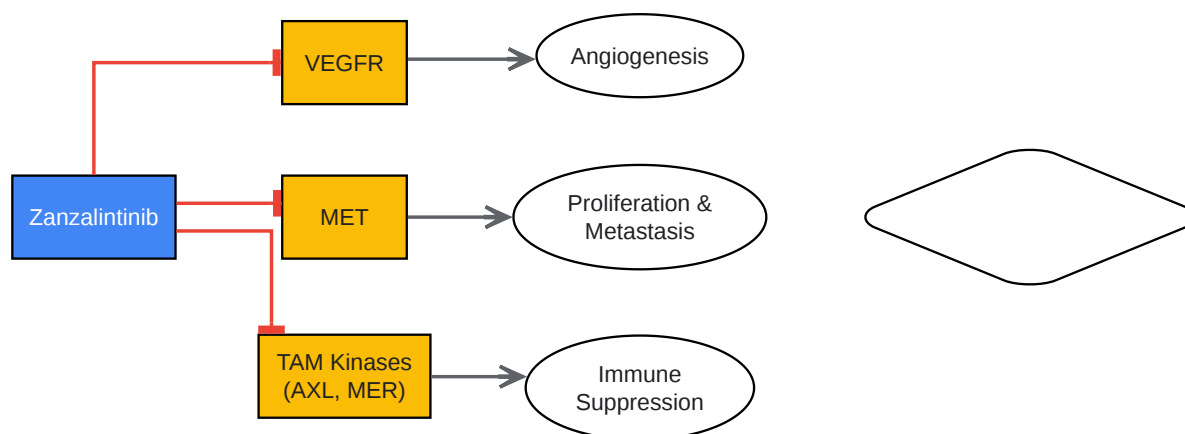 VEGFR
Angiogenesis
Zanzalintinib
MET
Proliferation &
Metastasis
TAM Kinases
(AXL, MER)
Immune
Suppression